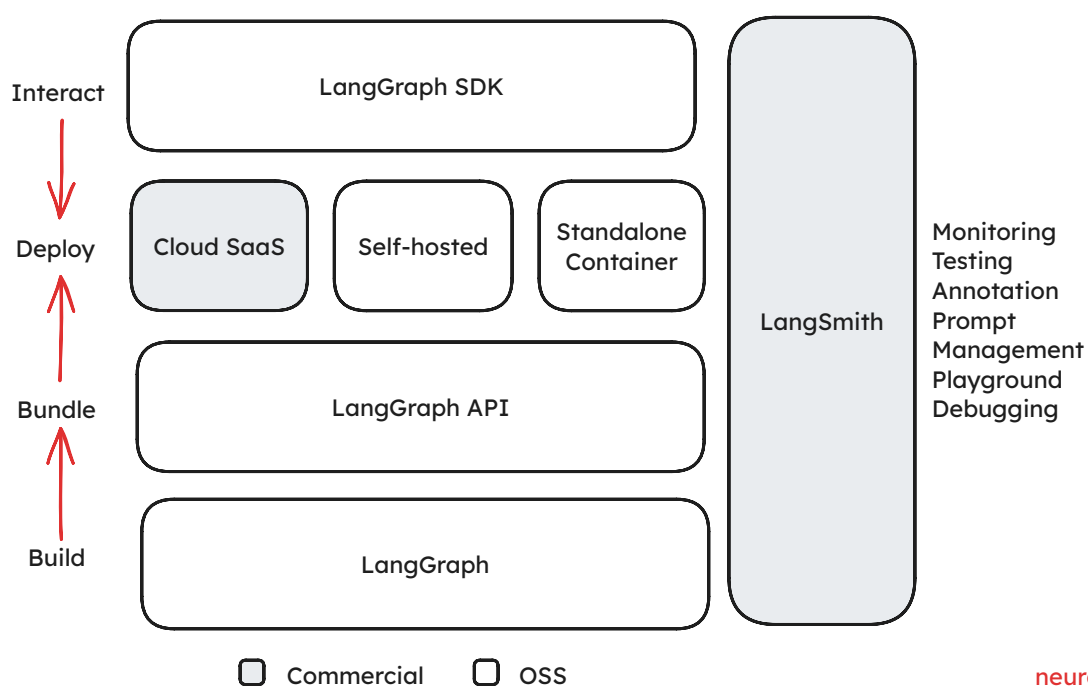 Interact
LangGraph SDK
Deploy
Cloud SaaS
Self-hosted
Standalone
Container
Bundle
LangGraph API
Build
LangGraph
LangSmith
Monitoring
Testing
Annotation
Prompt
Management
Playground
Debugging
Commercial
OSS